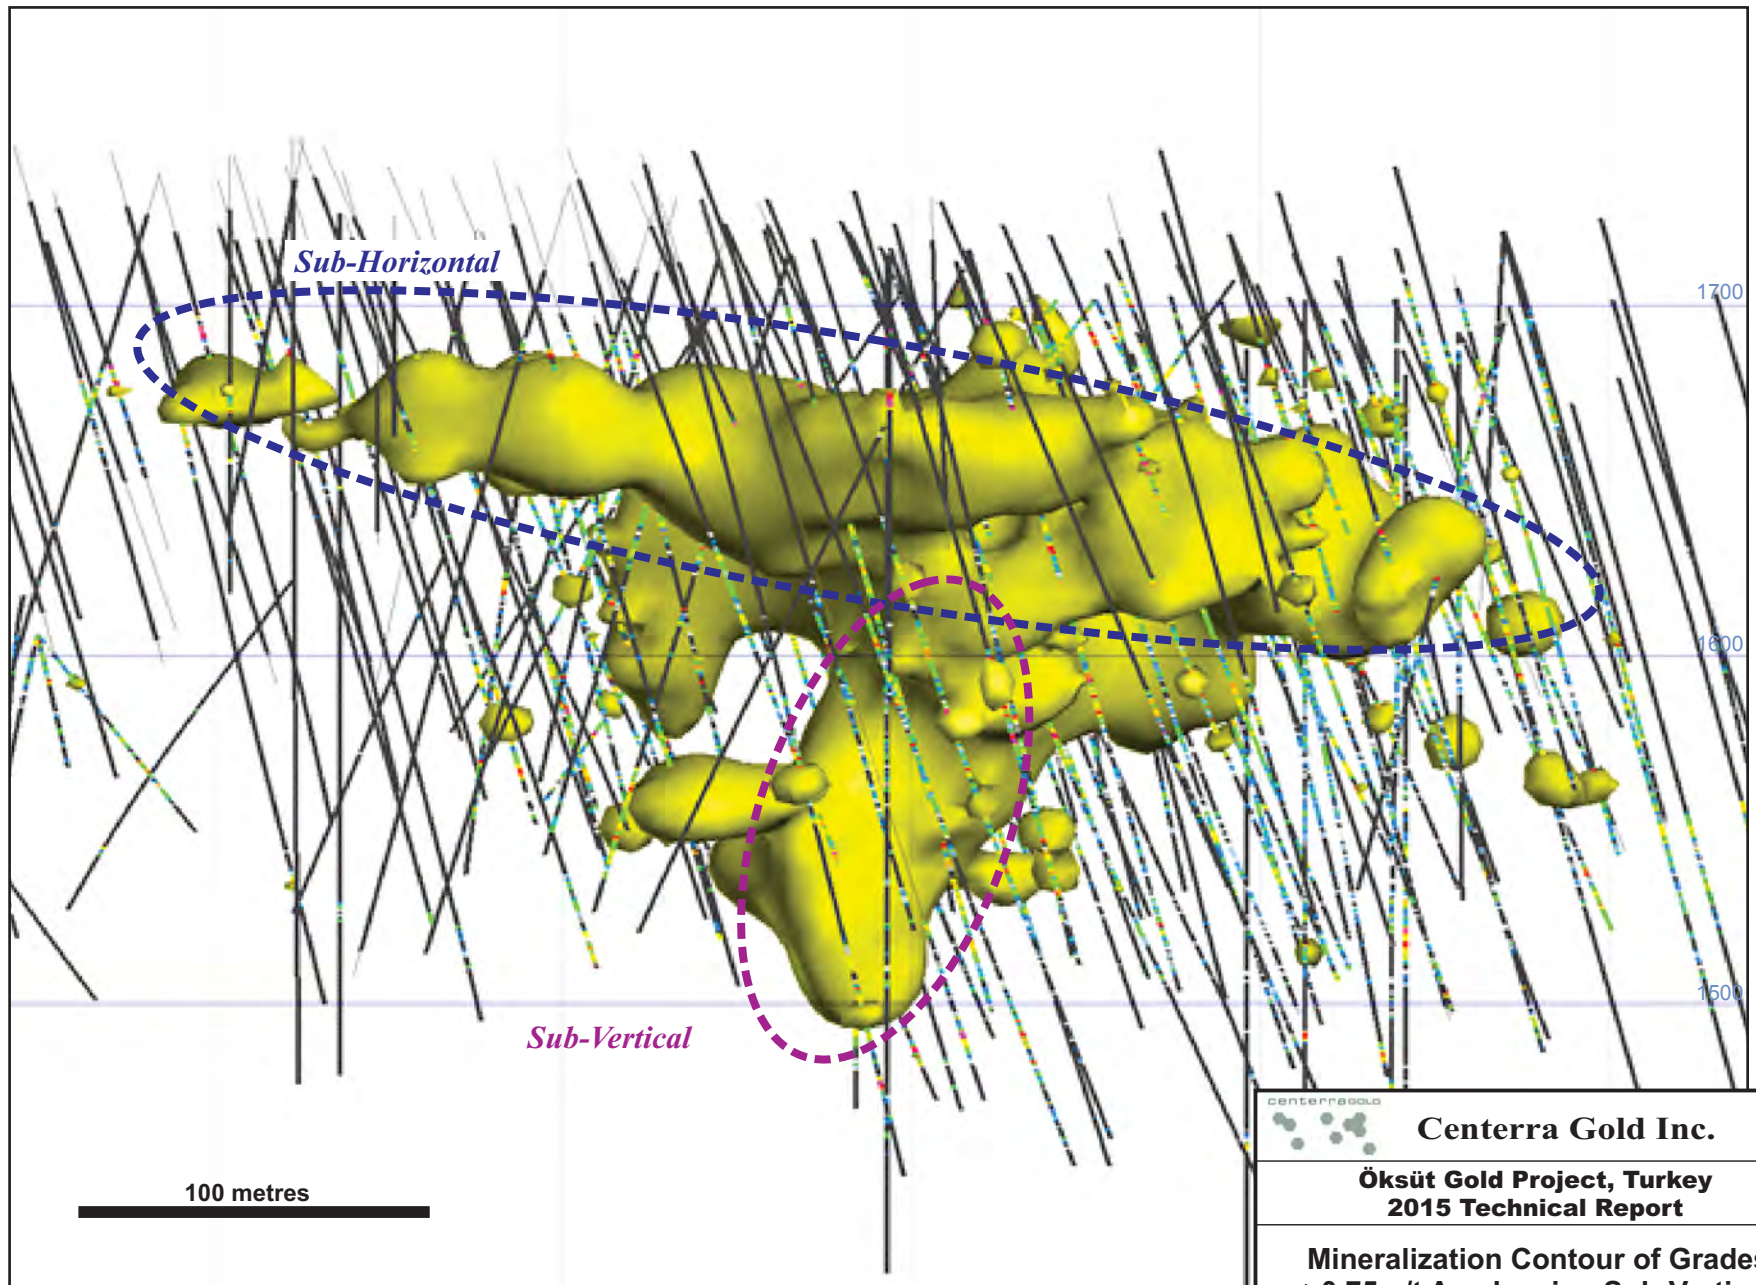 Sub-Horizontal
1700
1600
Sub-Vertical
1500
100 metres
centerraGOLD
Centerra Gold Inc.
Öksüt Gold Project, Turkey
2015 Technical Report
Mineralization Contour of Grades